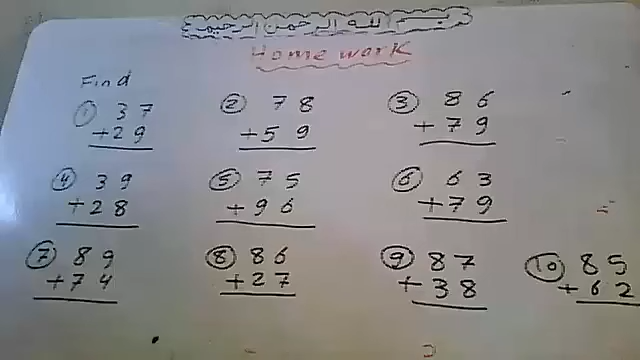 بسم الله الرحمن الرحيم
Home work
Find
① 37 ② 78 ③ 86
+29 +59 +79
④ 39 ⑤ 75 ⑥ 63
+28 +96 +79
⑦ 89 ⑧ 86 ⑨ 87 ⑩ 85
+74 +27 +38 +62